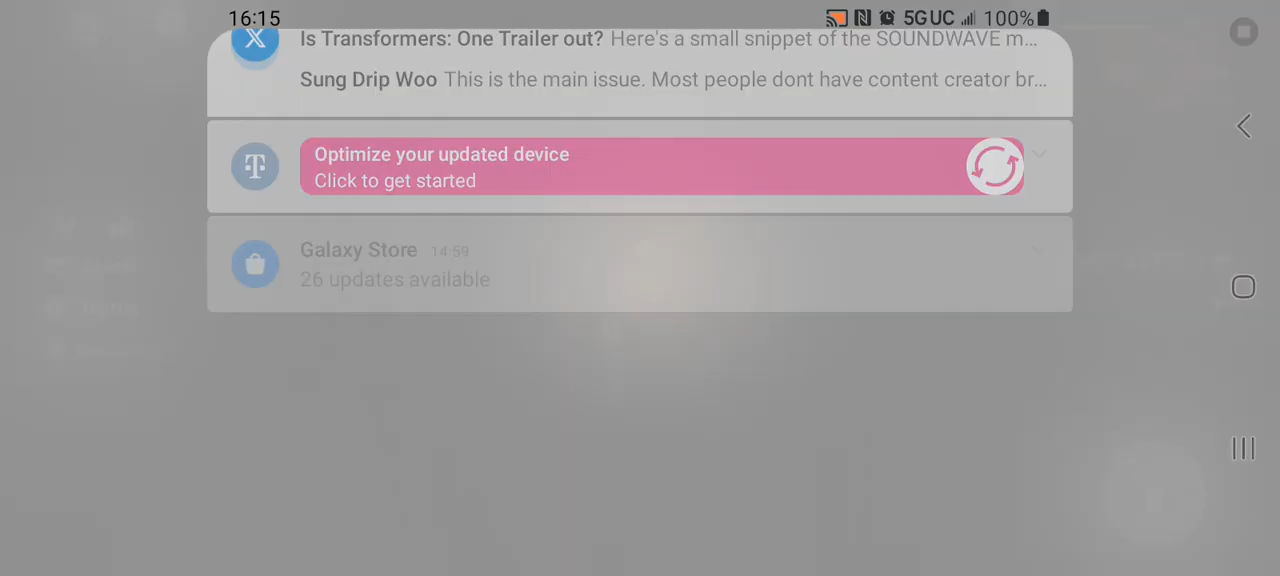 16:15
5GUC 100%
Is Transformers: One Trailer out? Here's a small snippet of the SOUNDWAVE m...
Sung Drip Woo This is the main issue. Most people dont have content creator br...
Optimize your updated device
Click to get started
Galaxy Store 14:59
26 updates available